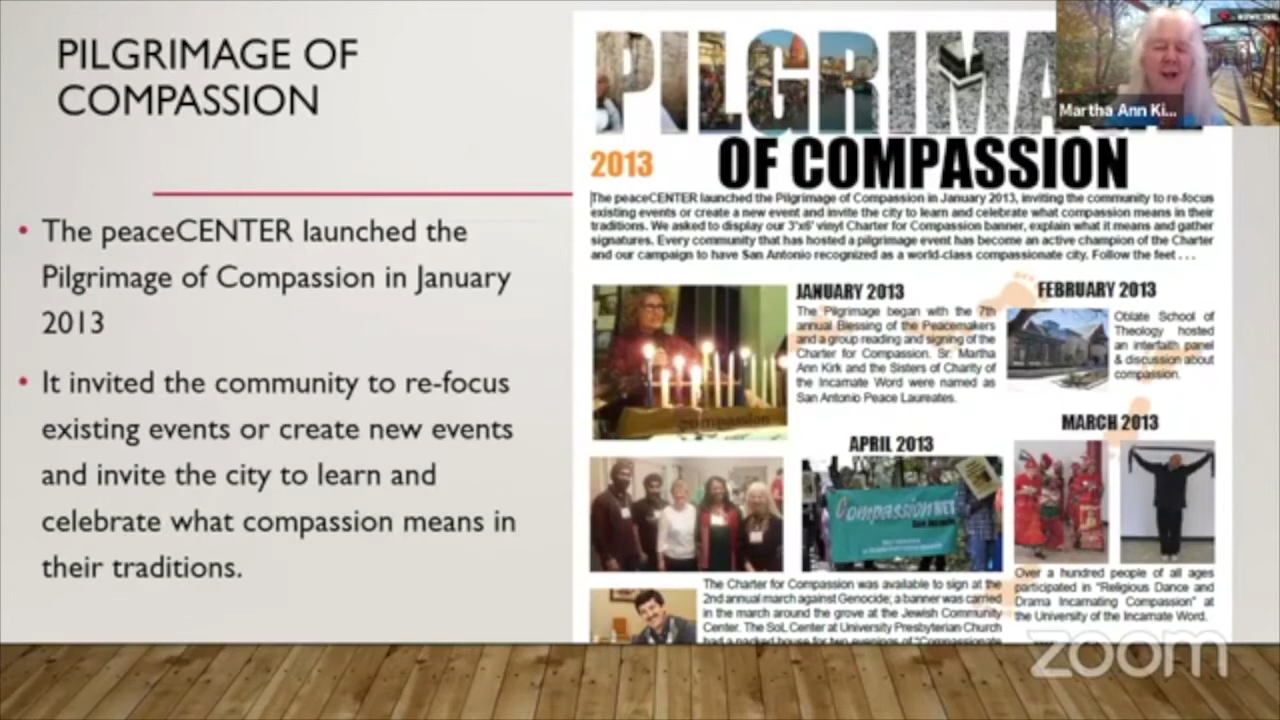 PILGRIMAGE OF
COMPASSION
• The peaceCENTER launched the
Pilgrimage of Compassion in January
2013
• It invited the community to re-focus
existing events or create new events
and invite the city to learn and
celebrate what compassion means in
their traditions.
PILGRIMA
Martha Ann Ki...
2013
OF COMPASSION
The peaceCENTER launched the Pilgrimage of Compassion in January 2013, inviting the community to re-focus
existing events or create a new event and invite the city to learn and celebrate what compassion means in their
traditions. We asked to display our 3'x6' vinyl Charter for Compassion banner, explain what it means and gather
signatures. Every community that has hosted a pilgrimage event has become an active champion of the Charter
and our campaign to have San Antonio recognized as a world-class compassionate city. Follow the feet . . .
JANUARY 2013
The Pilgrimage began with the 7th
annual Blessing of the Peacemakers
and a group reading and signing of the
Charter for Compassion. Sr. Martha
Ann Kirk and the Sisters of Charity of
the Incarnate Word were named as
San Antonio Peace Laureates.
compassion
FEBRUARY 2013
Oblate School of
Theology hosted
an interfaith panel
& discussion about
compassion.
MARCH 2013
Over a hundred people of all ages
participated in "Religious Dance and
Drama Incarnating Compassion" at
the University of the Incarnate Word.
APRIL 2013
Compassion NET
San Antonio
The Charter for Compassion was available to sign at the
2nd annual march against Genocide; a banner was carried
in the march around the grove at the Jewish Community
Center. The SoL Center at University Presbyterian Church
had a packed house for two evenings of "Compassionate
zoom